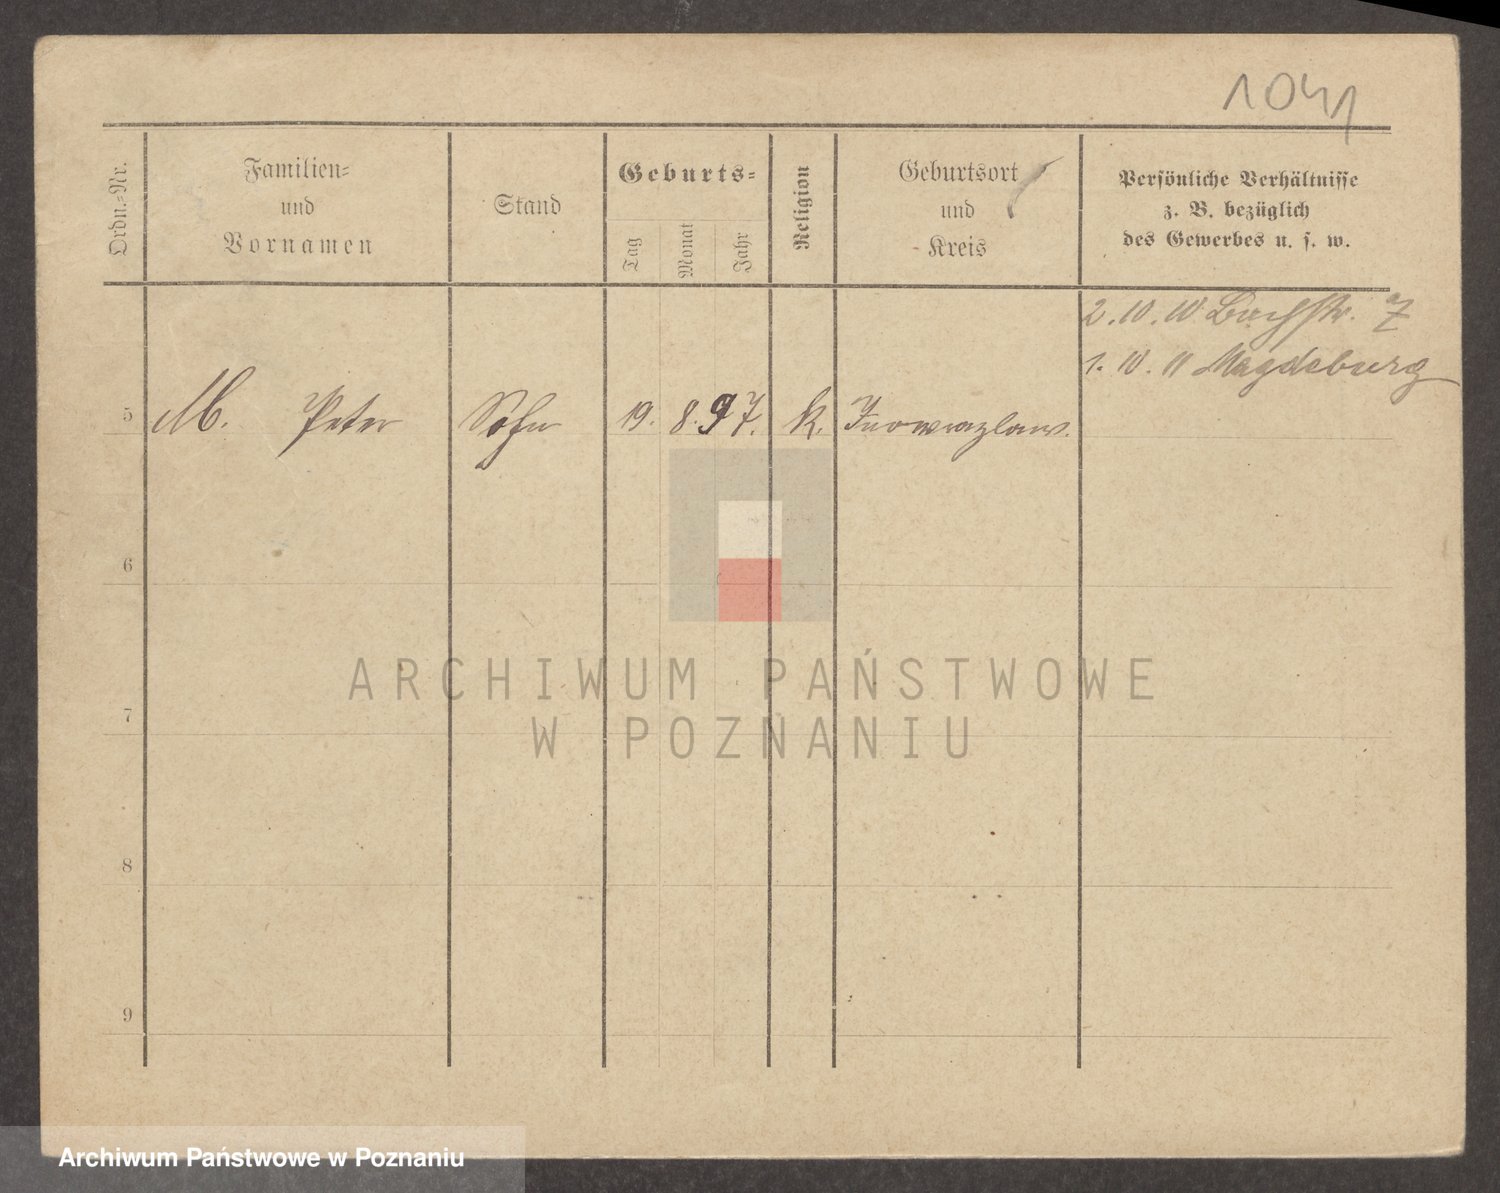 1041
Ordn.-Nr.
Familien-
und
Vornamen
Stand
Geburts-
Tag
Monat
Jahr
Religion
Geburtsort
und
Kreis
Persönliche Verhältnisse
z. B. bezüglich
des Gewerbes u. s. w.
2.10.10 Bachstr. 7
1.10.11 Magdeburg
5 M. Peter Sohn 19. 8. 97. K. Inowrazlaw.
6
7
8
9
ARCHIWUM PAŃSTWOWE
W POZNANIU
Archiwum Państwowe w Poznaniu